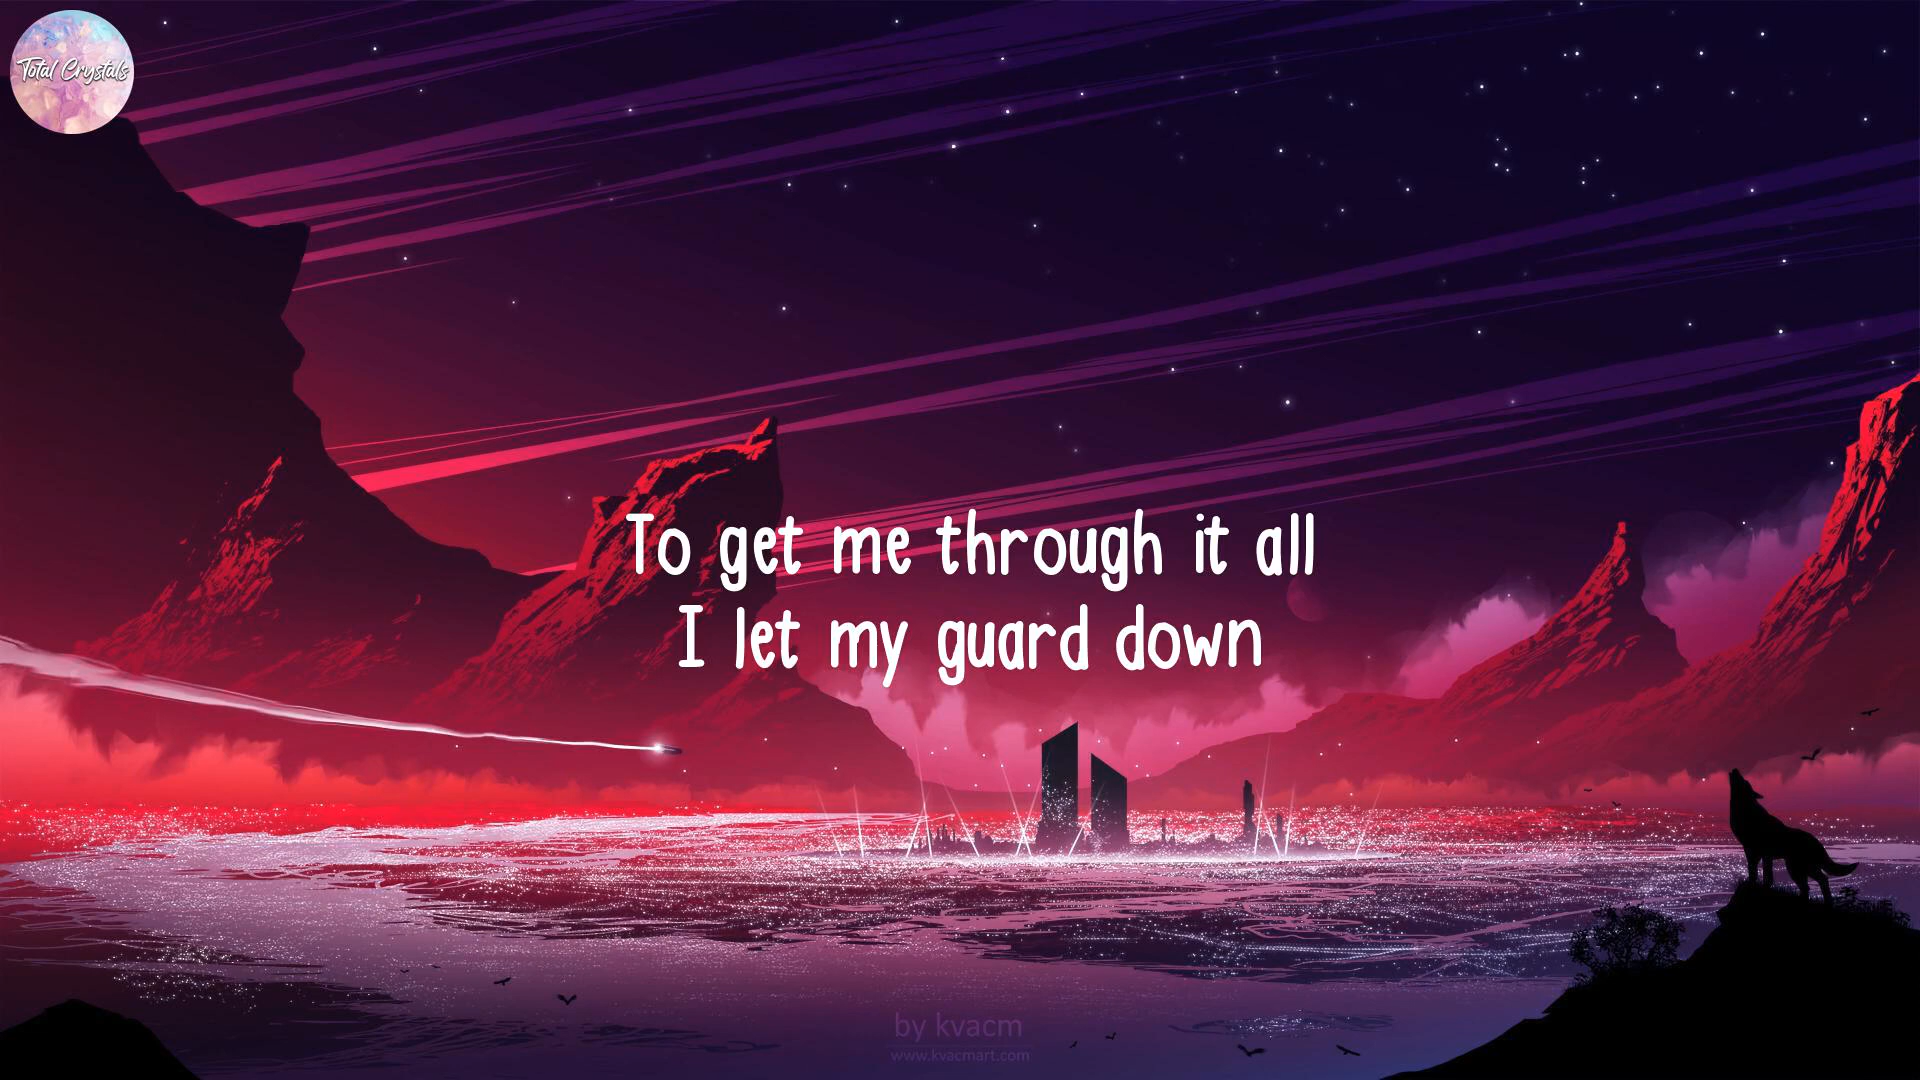 Total Crystals
To get me through it all
I let my guard down
by kvacm
www.kvacmart.com